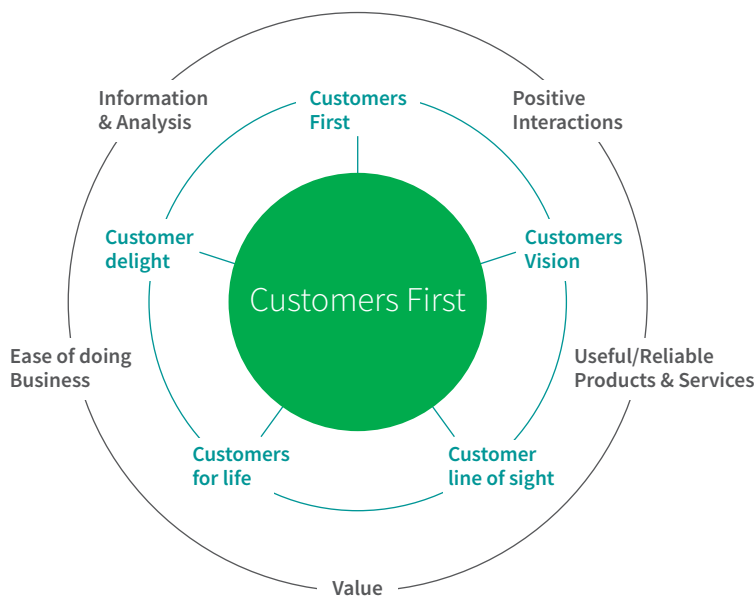 Information
& Analysis
Customers
First
Positive
Interactions
Customer
delight
Customers
Vision
Customers First
Ease of doing
Business
Useful/Reliable
Products & Services
Customers
for life
Customer
line of sight
Value